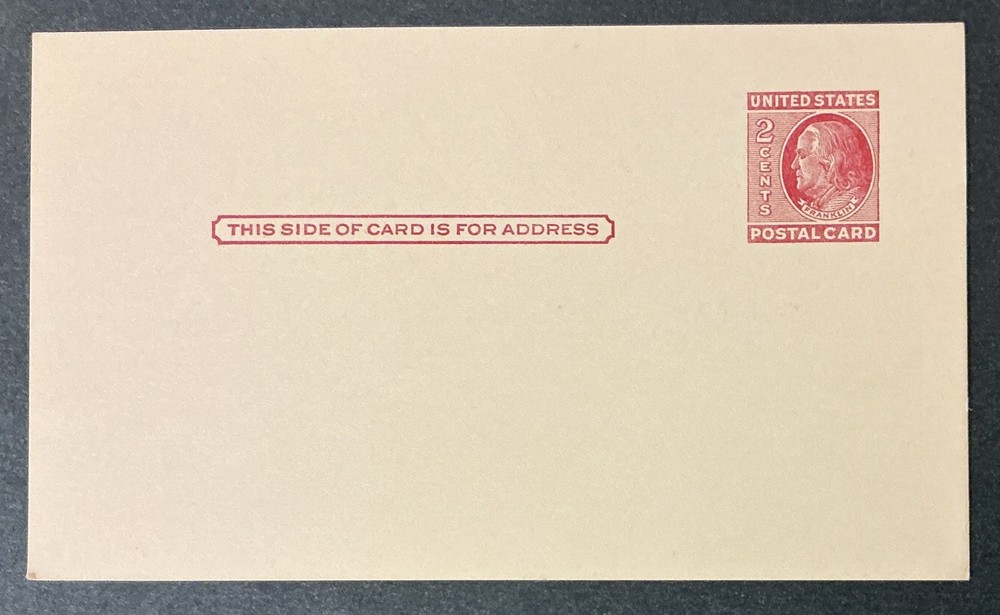 UNITED STATES
2 CENTS
FRANKLIN
POSTAL CARD
THIS SIDE OF CARD IS FOR ADDRESS